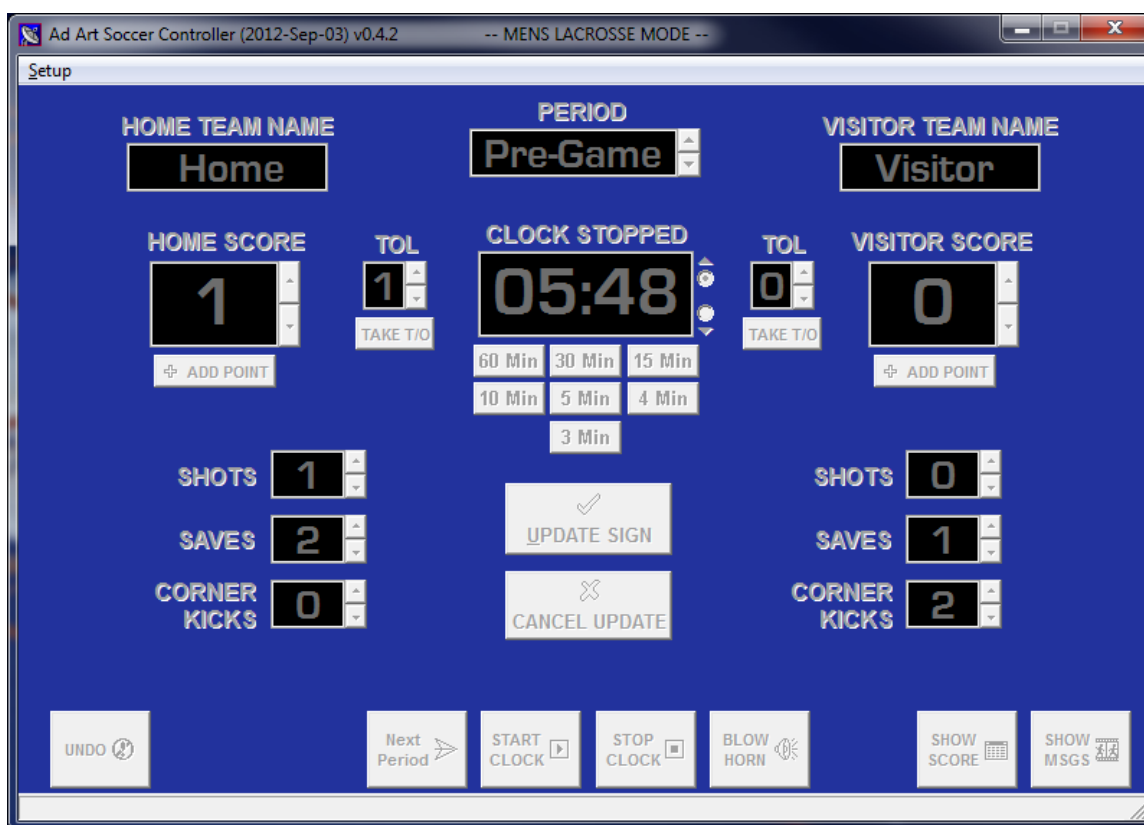 Ad Art Soccer Controller (2012-Sep-03) v0.4.2 -- MENS LACROSSE MODE --
Setup
HOME TEAM NAME
Home
PERIOD
Pre-Game
VISITOR TEAM NAME
Visitor
HOME SCORE
1
ADD POINT
TOL
1
TAKE T/O
CLOCK STOPPED
05:48
60 Min 30 Min 15 Min
10 Min 5 Min 4 Min
3 Min
TOL
0
TAKE T/O
VISITOR SCORE
0
ADD POINT
SHOTS 1
SAVES 2
CORNER
KICKS 0
UPDATE SIGN
CANCEL UPDATE
SHOTS 0
SAVES 1
CORNER
KICKS 2
UNDO
Next
Period
START
CLOCK
STOP
CLOCK
BLOW
HORN
SHOW
SCORE
SHOW
MSGS